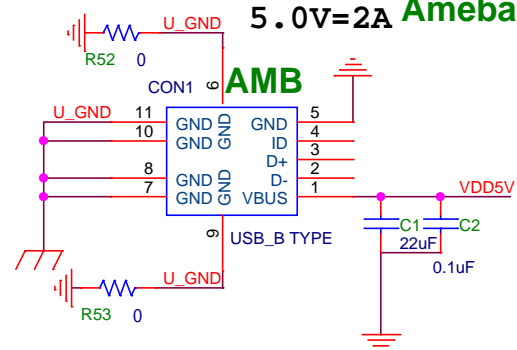 5.0V=2A Ameba
U_GND
R52 0
CON1 6 AMB
U_GND 11 GND GND GND 5
10 GND ID 4
D+ 3
8 GND GND D- 2
7 GND VBUS 1 VDD5V
9 USB_B TYPE C1 C2
22uF
0.1uF
U_GND
R53 0